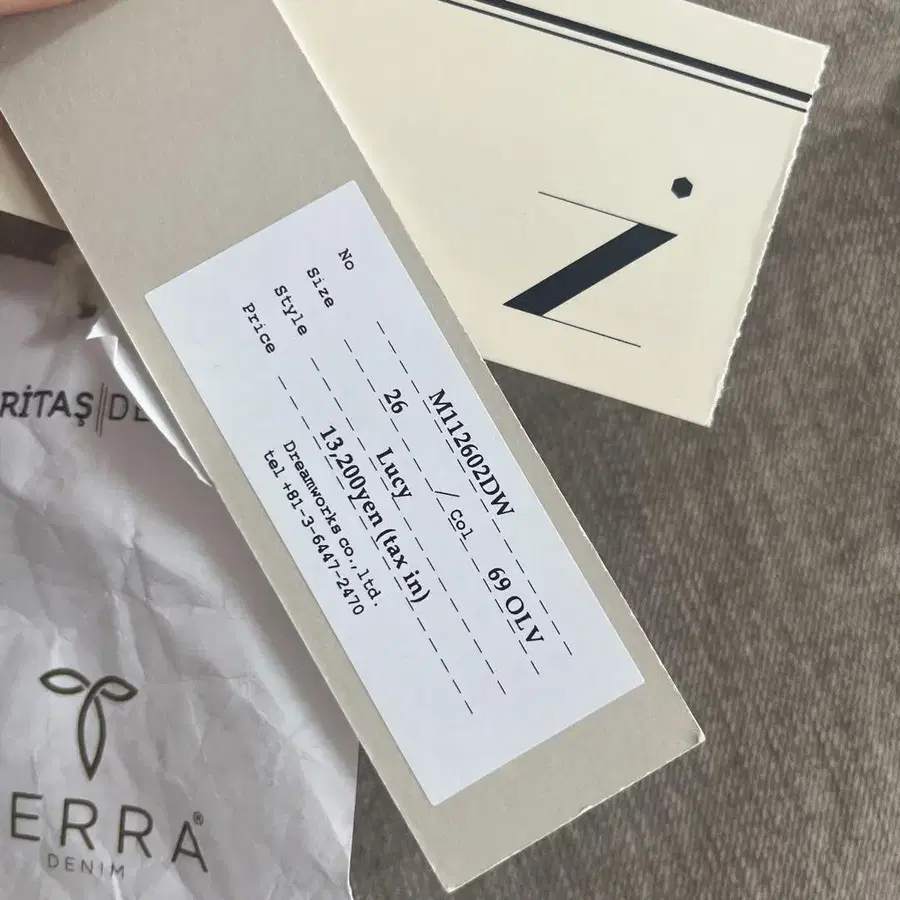 No M112602DW
Size 26 / Col 69 OLV
Style Lucy
Price 13,200yen (tax in)
Dreamworks co.,ltd.
tel +81-3-6447-2470
N.
RİTAŞ
ERRA®
DENIM